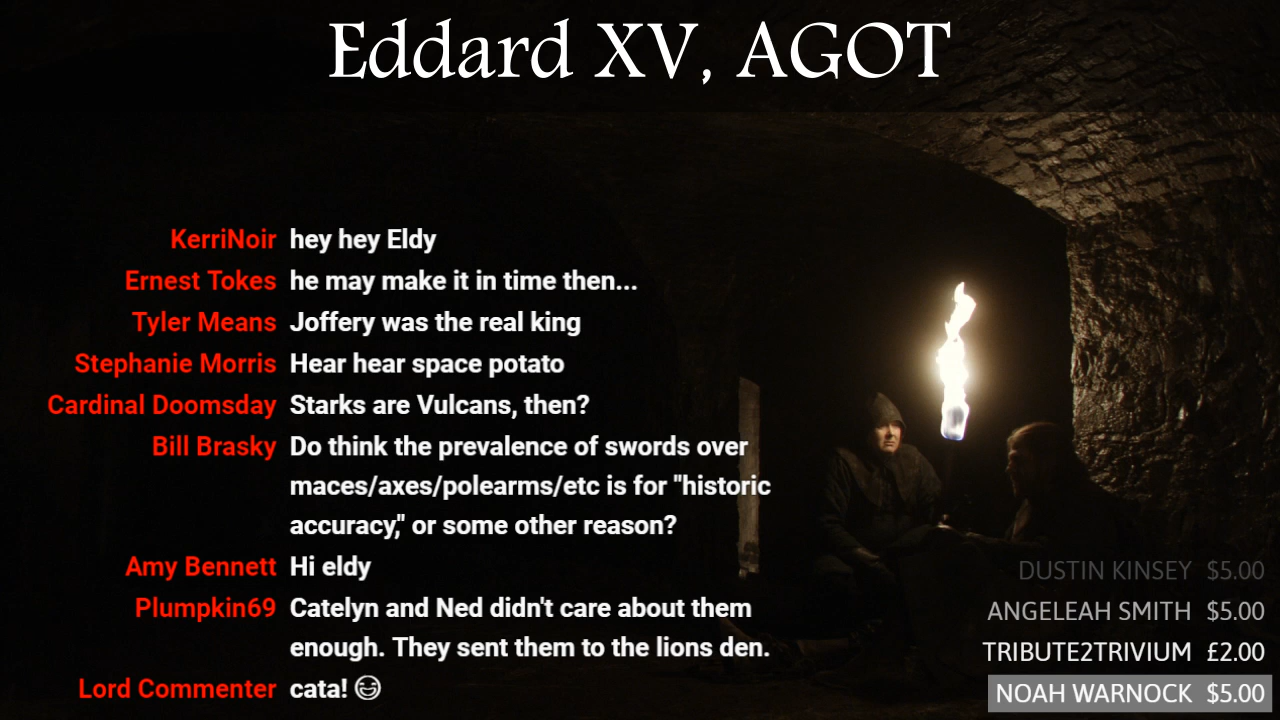 Eddard XV, AGOT
KerriNoir hey hey Eldy
Ernest Tokes he may make it in time then...
Tyler Means Joffery was the real king
Stephanie Morris Hear hear space potato
Cardinal Doomsday Starks are Vulcans, then?
Bill Brasky Do think the prevalence of swords over
maces/axes/polearms/etc is for "historic
accuracy," or some other reason?
Amy Bennett Hi eldy
Plumpkin69 Catelyn and Ned didn't care about them
enough. They sent them to the lions den.
Lord Commenter cata! 😄
DUSTIN KINSEY $5.00
ANGELEAH SMITH $5.00
TRIBUTE2TRIVIUM £2.00
NOAH WARNOCK $5.00